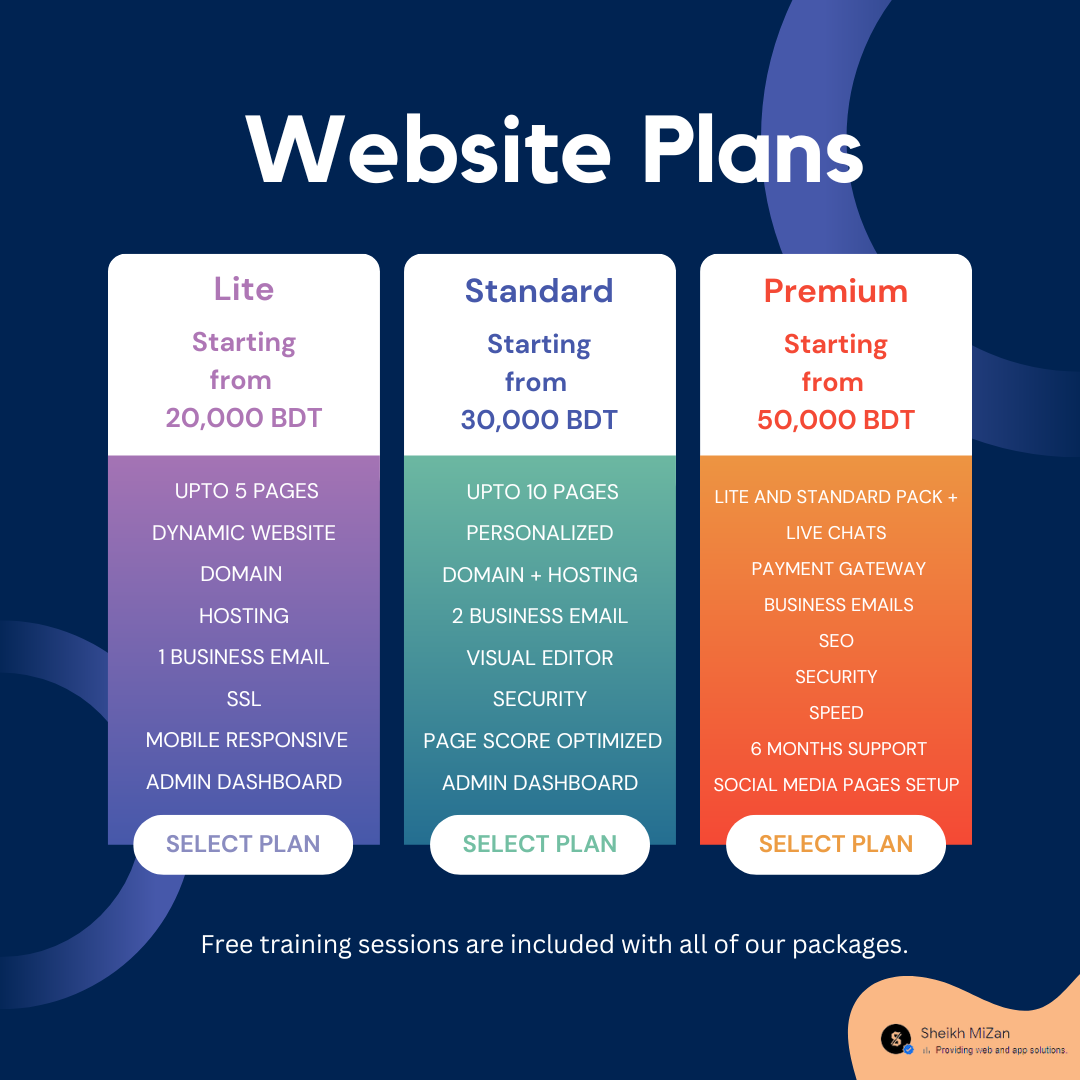 Website Plans
Lite
Starting
from
20,000 BDT
UPTO 5 PAGES
DYNAMIC WEBSITE
DOMAIN
HOSTING
1 BUSINESS EMAIL
SSL
MOBILE RESPONSIVE
ADMIN DASHBOARD
SELECT PLAN
Standard
Starting
from
30,000 BDT
UPTO 10 PAGES
PERSONALIZED
DOMAIN + HOSTING
2 BUSINESS EMAIL
VISUAL EDITOR
SECURITY
PAGE SCORE OPTIMIZED
ADMIN DASHBOARD
SELECT PLAN
Premium
Starting
from
50,000 BDT
LITE AND STANDARD PACK +
LIVE CHATS
PAYMENT GATEWAY
BUSINESS EMAILS
SEO
SECURITY
SPEED
6 MONTHS SUPPORT
SOCIAL MEDIA PAGES SETUP
SELECT PLAN
Free training sessions are included with all of our packages.
Sheikh MiZan
Providing web and app solutions.